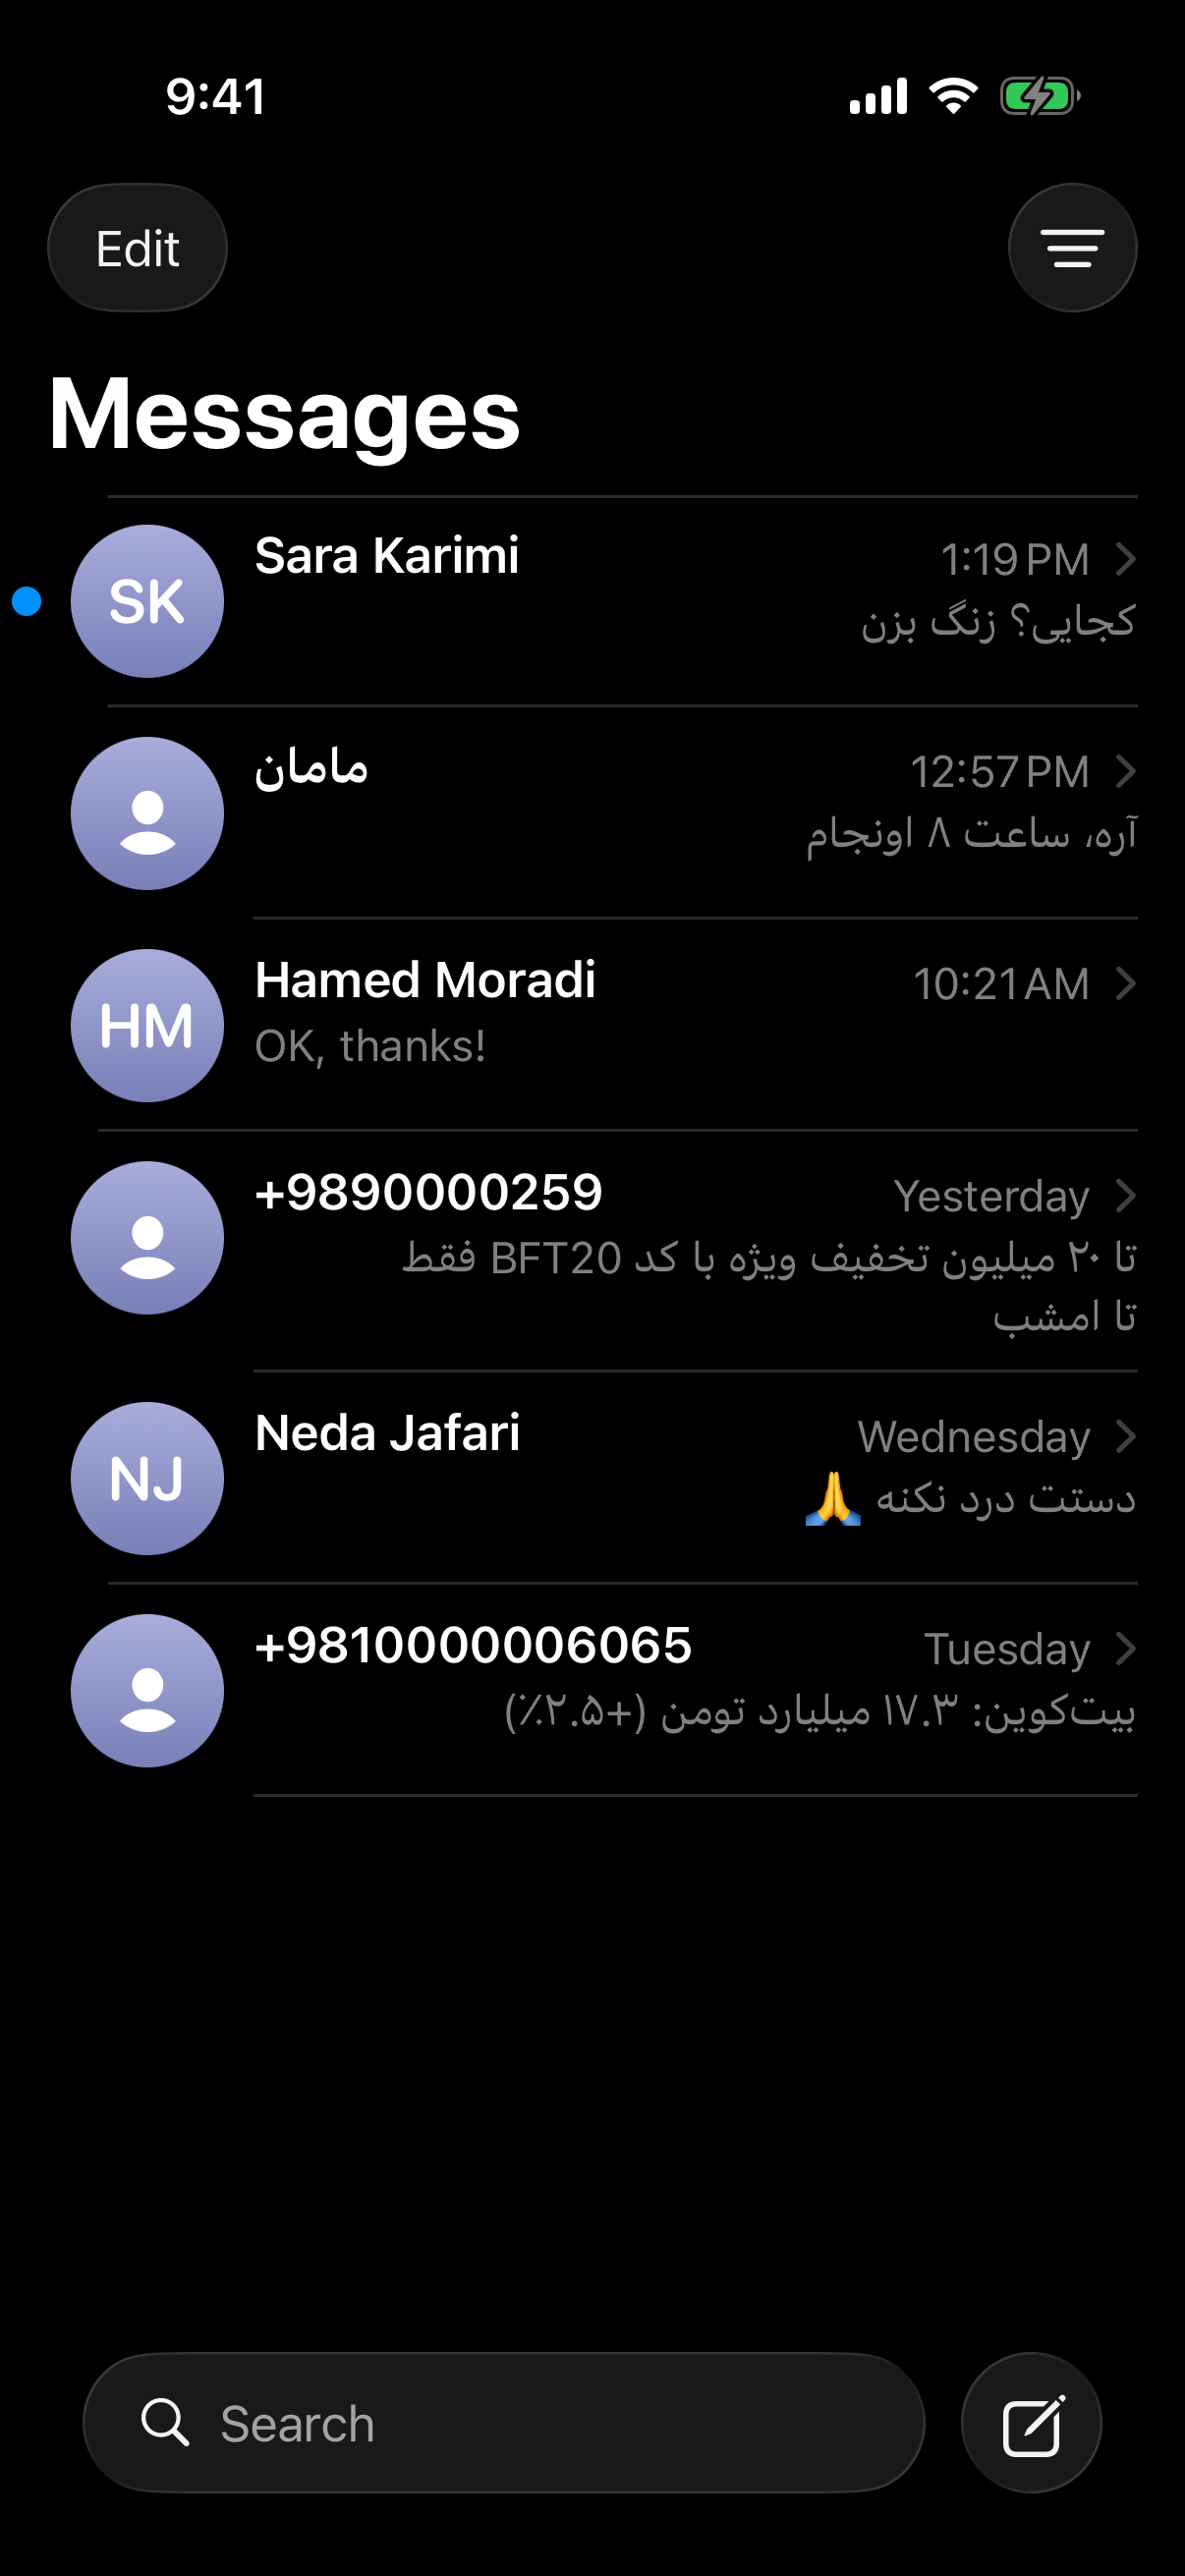 9:41
Edit
Messages
SK
Sara Karimi
1:19 PM
کجایی؟ زنگ بزن
مامان
12:57 PM
آره، ساعت ۸ اونجام
HM
Hamed Moradi
10:21 AM
OK, thanks!
+9890000259
Yesterday
تا ۲۰ میلیون تخفیف ویژه با کد BFT20 فقط
تا امشب
NJ
Neda Jafari
Wednesday
دستت درد نکنه 🙏
+9810000006065
Tuesday
بیت‌کوین: ۱۷.۳ میلیارد تومن (+۲.۵٪)
Search